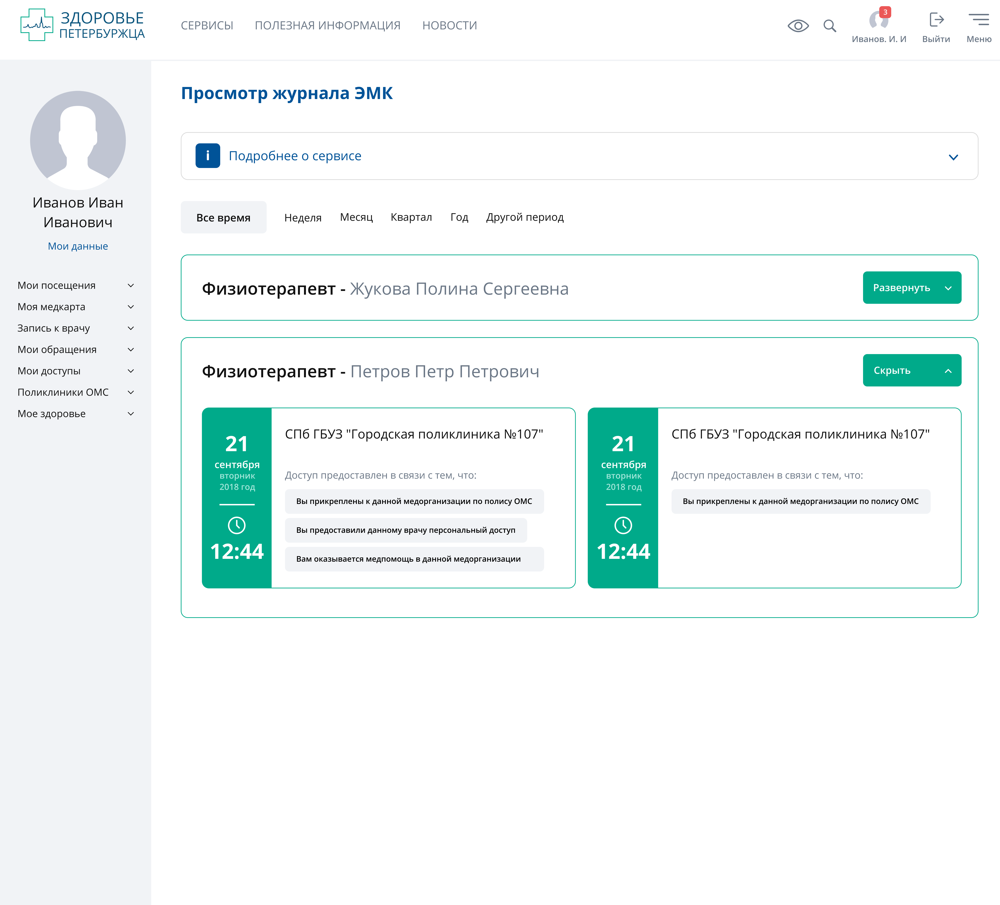 ЗДОРОВЬЕ
ПЕТЕРБУРЖЦА
СЕРВИСЫ
ПОЛЕЗНАЯ ИНФОРМАЦИЯ
НОВОСТИ
3
Иванов. И. И
Выйти
Меню
Иванов Иван
Иванович
Мои данные
Мои посещения
Моя медкарта
Запись к врачу
Мои обращения
Мои доступы
Поликлиники ОМС
Мое здоровье
Просмотр журнала ЭМК
i
Подробнее о сервисе
Все время
Неделя
Месяц
Квартал
Год
Другой период
Физиотерапевт - Жукова Полина Сергеевна
Развернуть
Физиотерапевт - Петров Петр Петрович
Скрыть
21
сентября
вторник
2018 год
12:44
СПб ГБУЗ "Городская поликлиника №107"
Доступ предоставлен в связи с тем, что:
Вы прикреплены к данной медорганизации по полису ОМС
Вы предоставили данному врачу персональный доступ
Вам оказывается медпомощь в данной медорганизации
21
сентября
вторник
2018 год
12:44
СПб ГБУЗ "Городская поликлиника №107"
Доступ предоставлен в связи с тем, что:
Вы прикреплены к данной медорганизации по полису ОМС